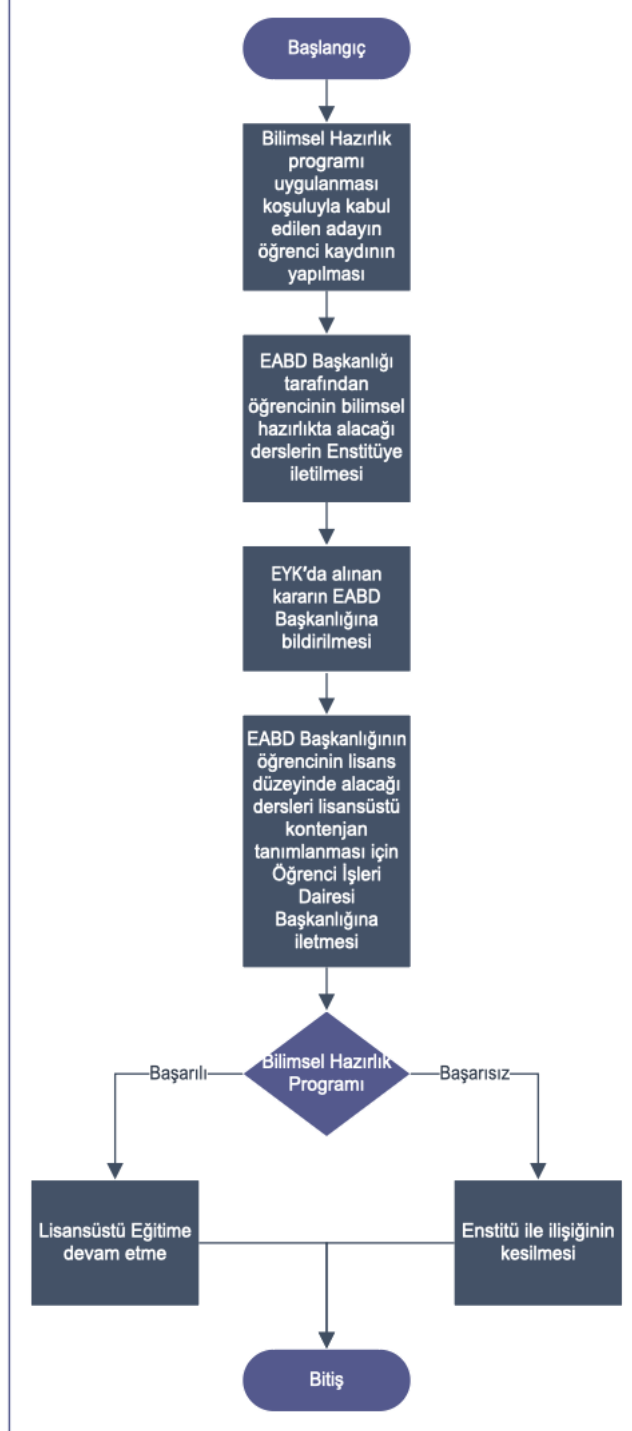 Başlangıç
Bilimsel Hazırlık
programı
uygulanması
koşuluyla kabul
edilen adayın
öğrenci kaydının
yapılması
EABD Başkanlığı
tarafından
öğrencinin bilimsel
hazırlıkta alacağı
derslerin Enstitüye
iletilmesi
EYK'da alınan
kararın EABD
Başkanlığına
bildirilmesi
EABD Başkanlığının
öğrencinin lisans
düzeyinde alacağı
dersleri lisansüstü
kontenjan
tanımlanması için
Öğrenci İşleri
Dairesi
Başkanlığına
iletmesi
Bilimsel Hazırlık
Programı
Başarılı
Başarısız
Lisansüstü Eğitime
devam etme
Enstitü ile ilişiğinin
kesilmesi
Bitiş